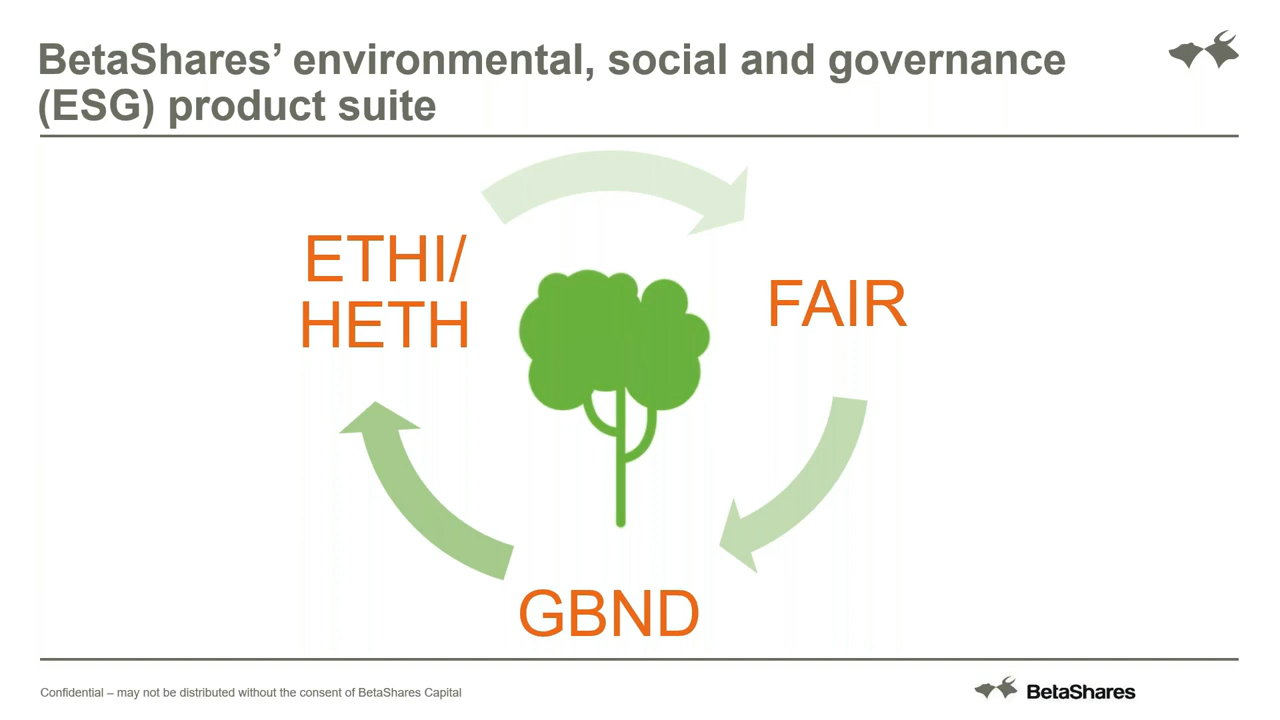 BetaShares’ environmental, social and governance
(ESG) product suite
ETHI/
HETH
FAIR
GBND
Confidential – may not be distributed without the consent of BetaShares Capital
BetaShares